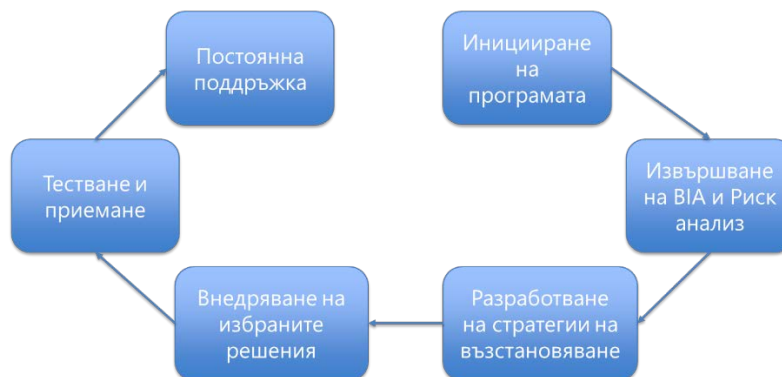 Постоянна
поддръжка
Иницииране
на
програмата
Тестване и
приемане
Извършване
на BIA и Риск
анализ
Внедряване на
избраните
решения
Разработване
на стратегии на
възстановяване